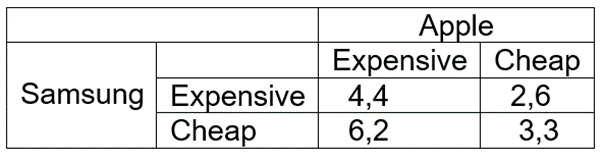 Apple
Expensive Cheap
Samsung Expensive 4,4 2,6
Cheap 6,2 3,3